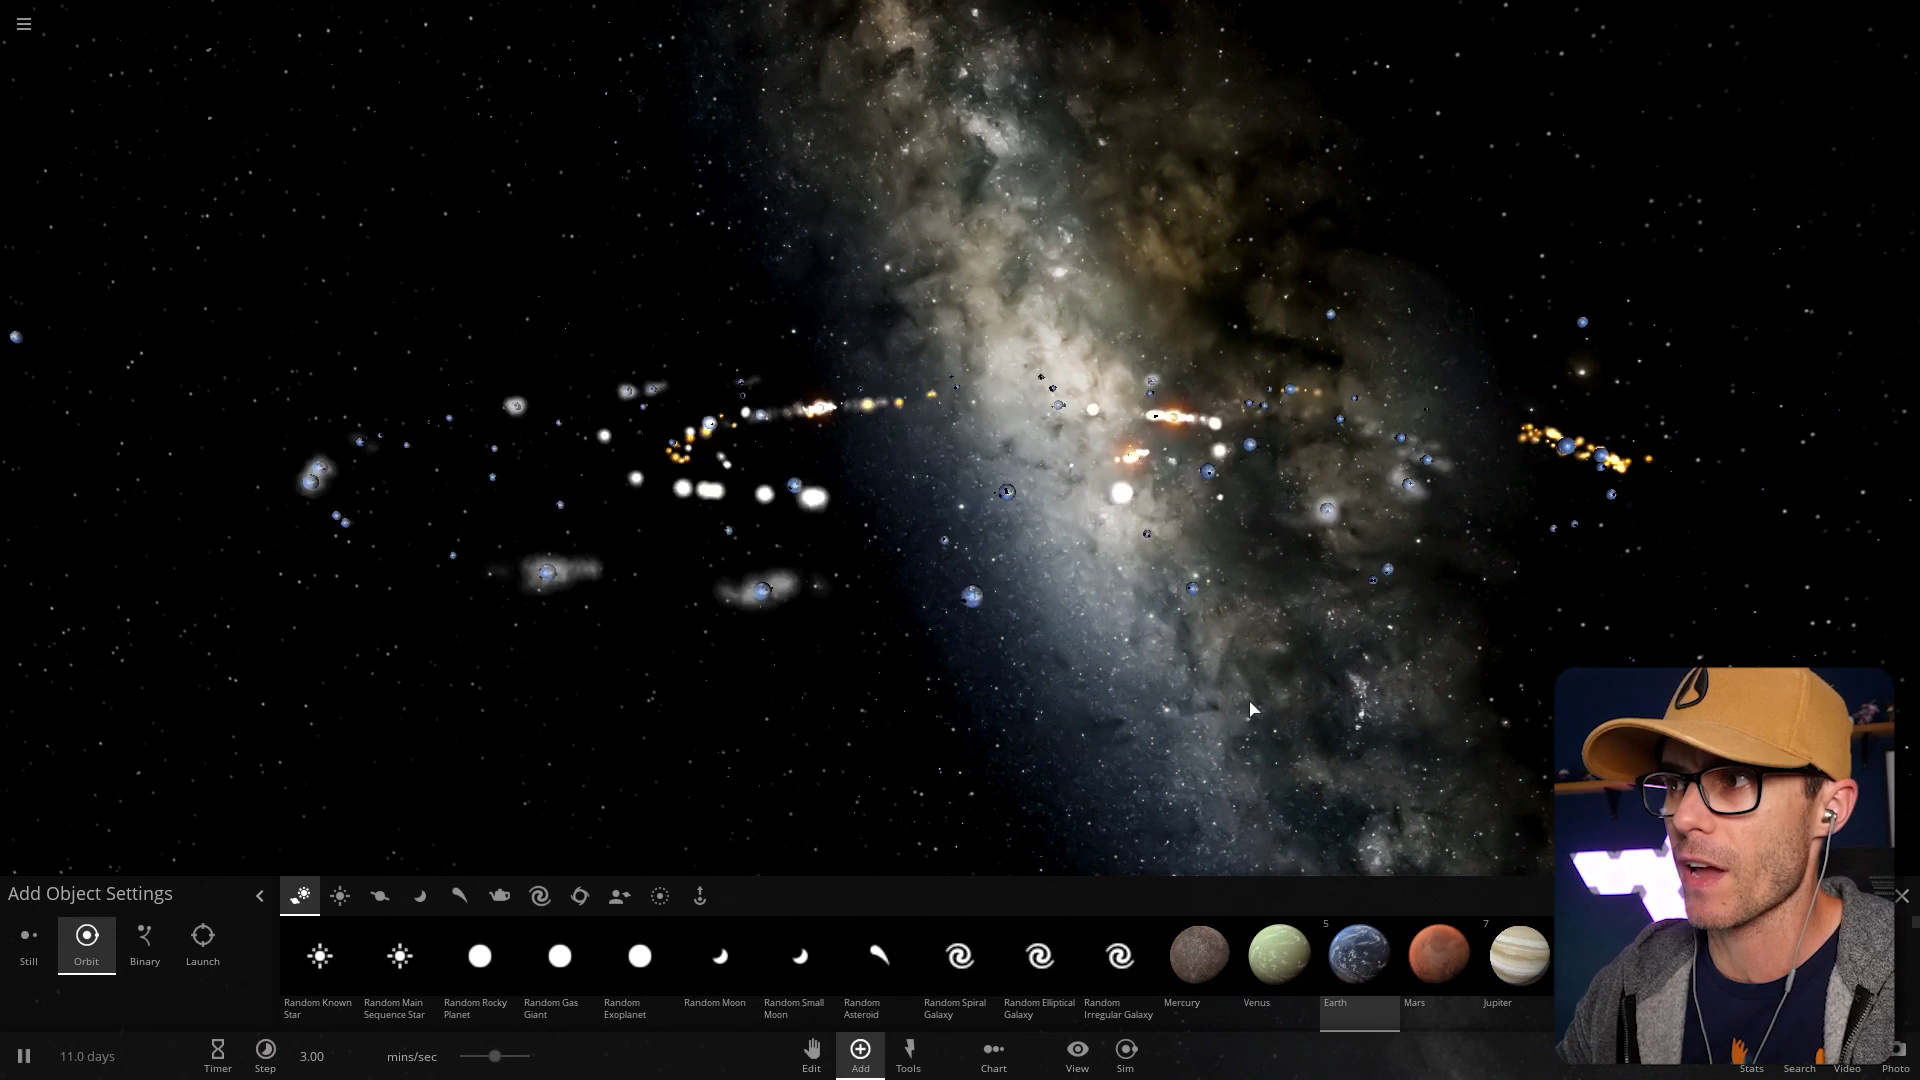 Add Object Settings
Still
Orbit
Binary
Launch
5
7
Random Known
Star
Random Main
Sequence Star
Random Rocky
Planet
Random Gas
Giant
Random
Exoplanet
Random Moon
Random Small
Moon
Random
Asteroid
Random Spiral
Galaxy
Random Elliptical
Galaxy
Random
Irregular Galaxy
Mercury
Venus
Earth
Mars
Jupiter
11.0 days
Timer
Step
3.00
mins/sec
Edit
Add
Tools
Chart
View
Sim
Stats
Search
Video
Photo